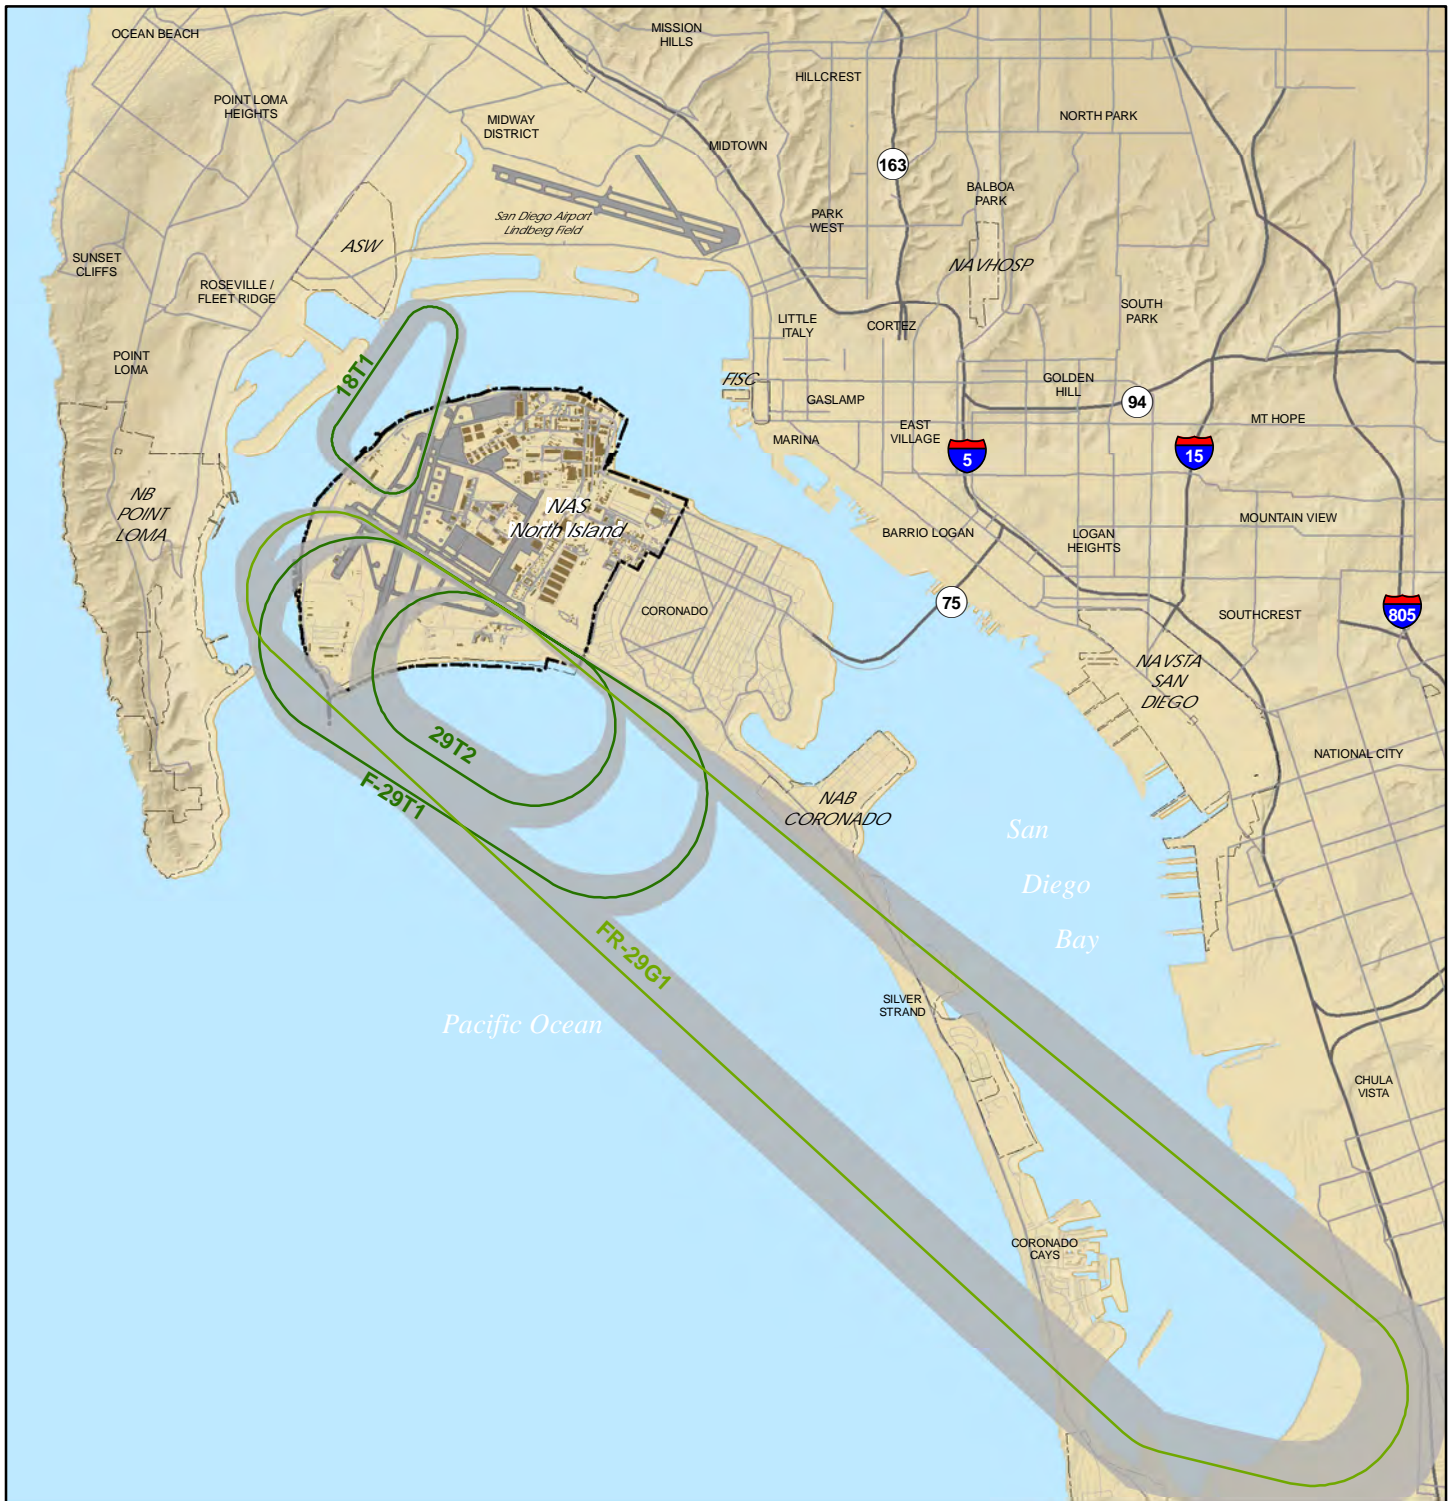 OCEAN BEACH
MISSION
HILLS
HILLCREST
POINT LOMA
HEIGHTS
MIDWAY
DISTRICT
NORTH PARK
MIDTOWN
163
BALBOA
PARK
PARK
WEST
San Diego Airport
Lindberg Field
ASW
SUNSET
CLIFFS
NAVHOSP
ROSEVILLE /
FLEET RIDGE
SOUTH
PARK
LITTLE
ITALY
CORTEZ
POINT
LOMA
18T1
FISC
GOLDEN
HILL
GASLAMP
94
MT HOPE
EAST
VILLAGE
MARINA
5
15
NB
POINT
LOMA
NAS
North Island
MOUNTAIN VIEW
BARRIO LOGAN
LOGAN
HEIGHTS
75
CORONADO
SOUTHCREST
805
NAVSTA
SAN
DIEGO
29T2
NATIONAL CITY
F-29T1
NAB
CORONADO
San
Diego
Bay
FR-29G1
SILVER
STRAND
Pacific Ocean
CHULA
VISTA
CORONADO
CAYS